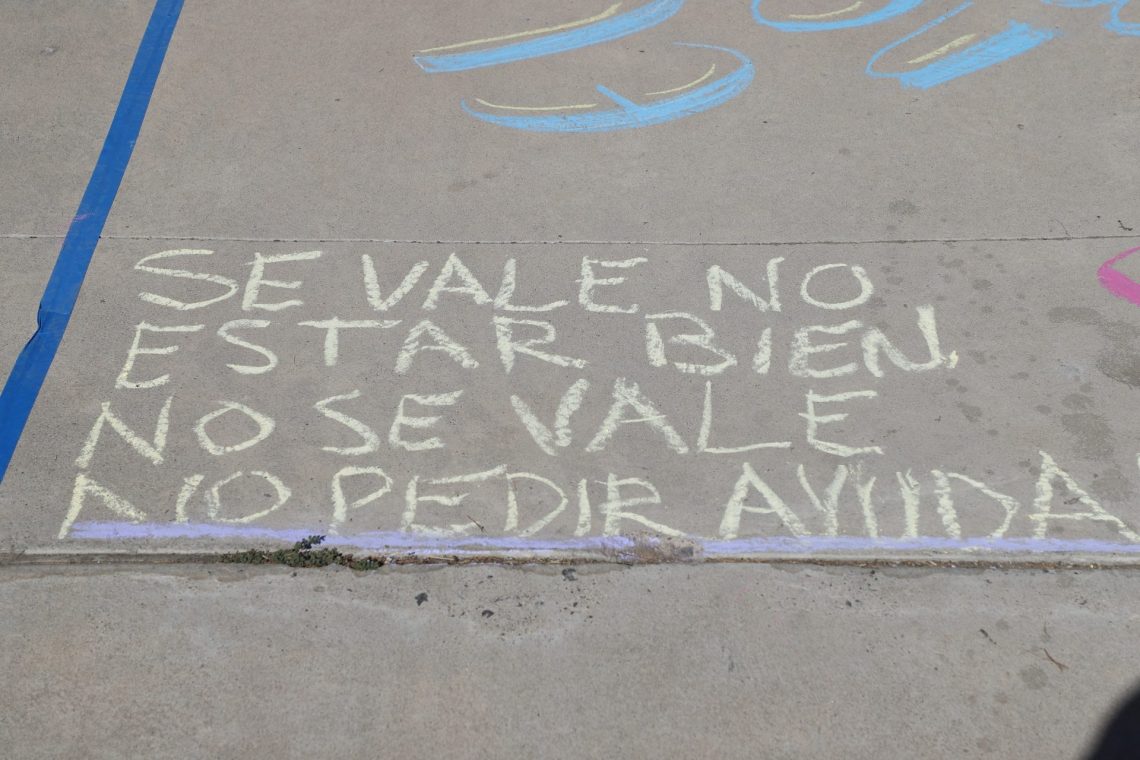 SE VALE NO
ESTAR BIEN
NO SE VALE
NO PEDIR AYUDA